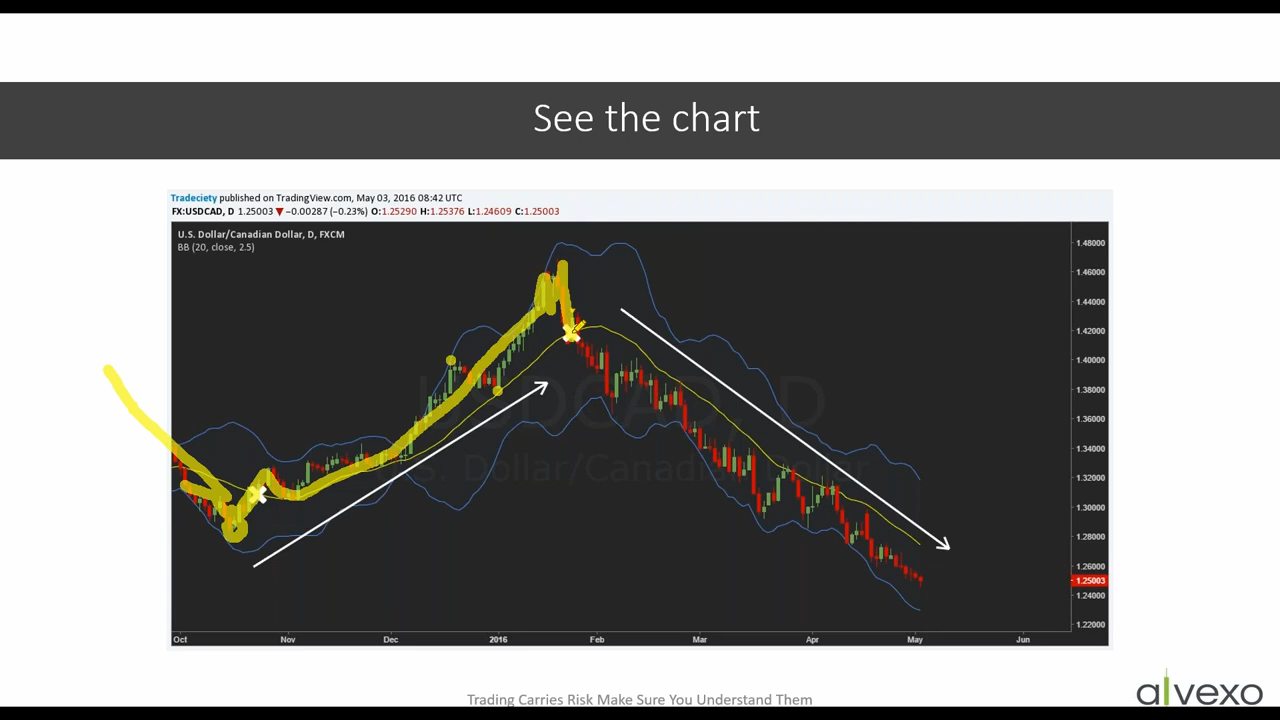 See the chart
Tradeciety published on TradingView.com, May 03, 2016 08:42 UTC
FX:USDCAD, D 1.25003 ▼ −0.00287 (−0.23%) O:1.25290 H:1.25376 L:1.24609 C:1.25003
U.S. Dollar/Canadian Dollar, D, FXCM
BB (20, close, 2.5)
1.48000
1.46000
1.44000
1.42000
1.40000
1.38000
1.36000
1.34000
1.32000
1.30000
1.28000
1.26000
1.25003
1.24000
1.22000
USDCAD, D
U.S. Dollar/Canadian Dollar
Oct Nov Dec 2016 Feb Mar Apr May Jun
Trading Carries Risk Make Sure You Understand Them
alvexo